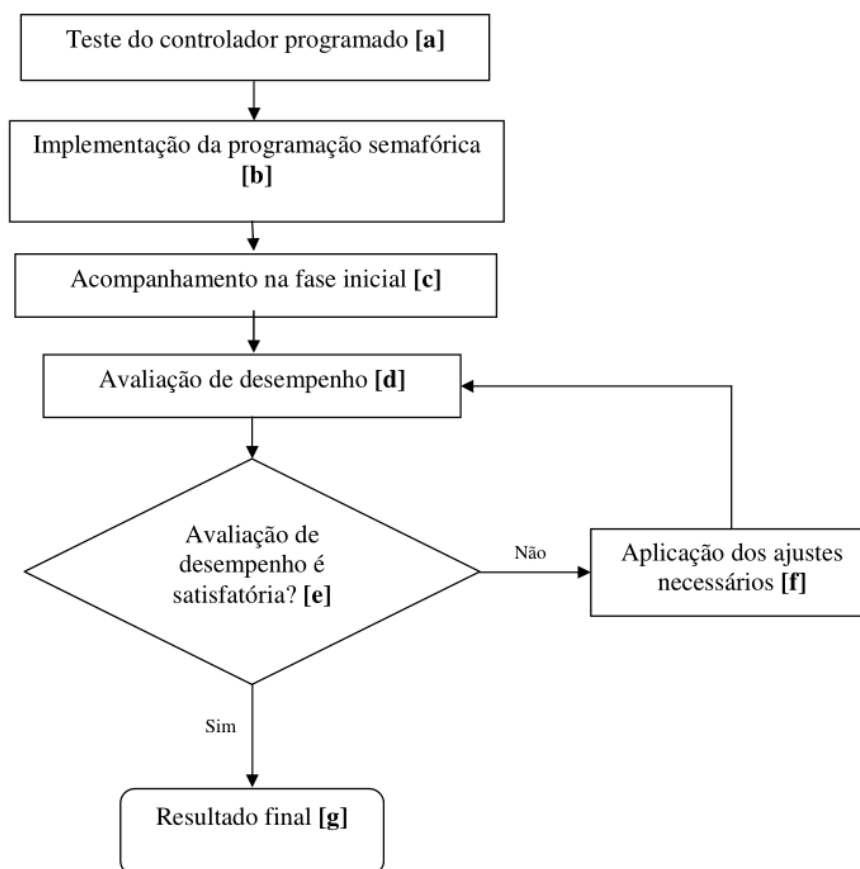 Teste do controlador programado [a]
Implementação da programação semafórica
[b]
Acompanhamento na fase inicial [c]
Avaliação de desempenho [d]
Avaliação de
desempenho é
satisfatória? [e]
Não
Aplicação dos ajustes
necessários [f]
Sim
Resultado final [g]